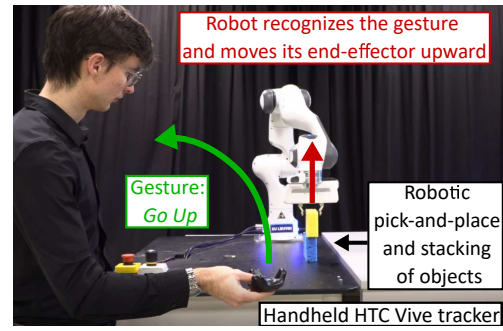 Robot recognizes the gesture
and moves its end-effector upward
Gesture:
Go Up
Robotic
pick-and-place
and stacking
of objects
Handheld HTC Vive tracker